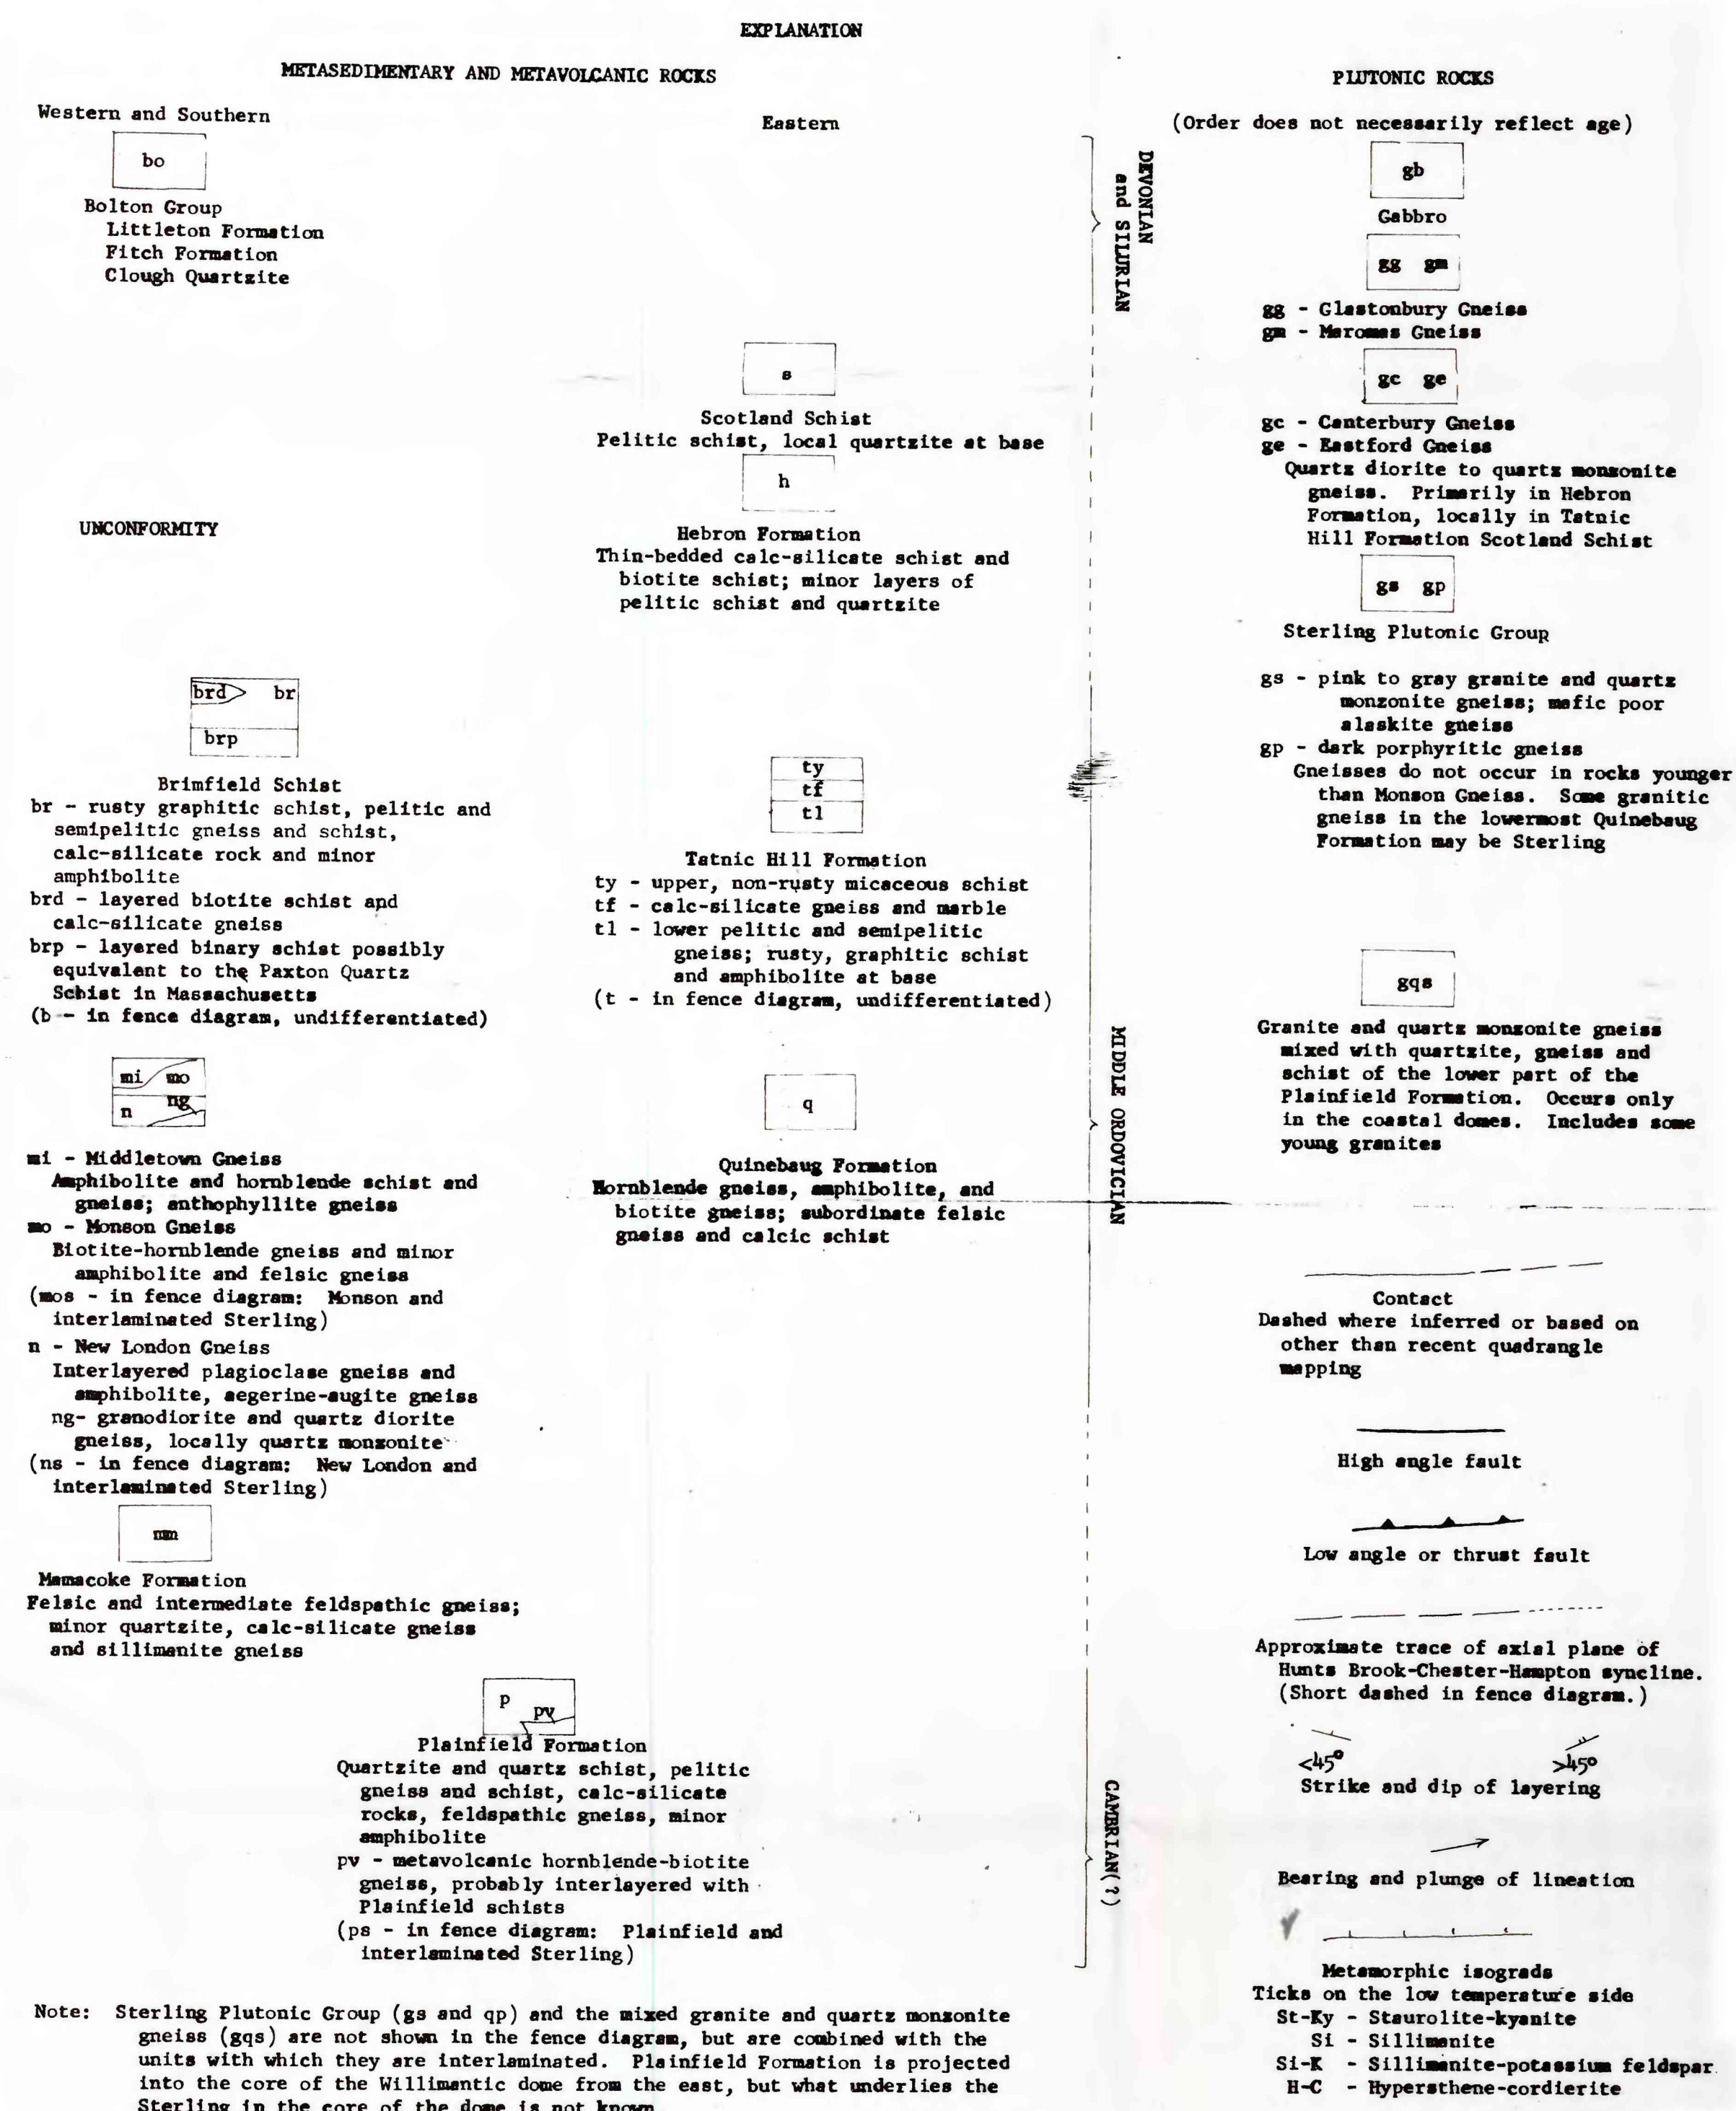 EXPLANATION
METASEDIMENTARY AND METAVOLCANIC ROCKS
Western and Southern
bo
Bolton Group
Littleton Formation
Fitch Formation
Clough Quartzite
UNCONFORMITY
brd br
brp
Brimfield Schist
br - rusty graphitic schist, pelitic and
semipelitic gneiss and schist,
calc-silicate rock and minor
amphibolite
brd - layered biotite schist and
calc-silicate gneiss
brp - layered binary schist possibly
equivalent to the Paxton Quartz
Schist in Massachusetts
(b - in fence diagram, undifferentiated)
mi mo
n ng
mi - Middletown Gneiss
Amphibolite and hornblende schist and
gneiss; anthophyllite gneiss
mo - Monson Gneiss
Biotite-hornblende gneiss and minor
amphibolite and felsic gneiss
(mos - in fence diagram: Monson and
interlaminated Sterling)
n - New London Gneiss
Interlayered plagioclase gneiss and
amphibolite, aegerine-augite gneiss
ng- granodiorite and quartz diorite
gneiss, locally quartz monzonite
(ns - in fence diagram: New London and
interlaminated Sterling)
mm
Mamacoke Formation
Felsic and intermediate feldspathic gneiss;
minor quartzite, calc-silicate gneiss
and sillimanite gneiss
Eastern
s
Scotland Schist
Pelitic schist, local quartzite at base
h
Hebron Formation
Thin-bedded calc-silicate schist and
biotite schist; minor layers of
pelitic schist and quartzite
ty
tf
tl
Tatnic Hill Formation
ty - upper, non-rusty micaceous schist
tf - calc-silicate gneiss and marble
tl - lower pelitic and semipelitic
gneiss; rusty, graphitic schist
and amphibolite at base
(t - in fence diagram, undifferentiated)
q
Quinebaug Formation
Hornblende gneiss, amphibolite, and
biotite gneiss; subordinate felsic
gneiss and calcic schist
p pv
Plainfield Formation
Quartzite and quartz schist, pelitic
gneiss and schist, calc-silicate
rocks, feldspathic gneiss, minor
amphibolite
pv - metavolcanic hornblende-biotite
gneiss, probably interlayered with
Plainfield schists
(ps - in fence diagram: Plainfield and
interlaminated Sterling)
DEVONIAN
and SILURIAN
MIDDLE ORDOVICIAN
CAMBRIAN(?)
PLUTONIC ROCKS
(Order does not necessarily reflect age)
gb
Gabbro
gg gm
gg - Glastonbury Gneiss
gm - Maromas Gneiss
gc ge
gc - Canterbury Gneiss
ge - Eastford Gneiss
Quartz diorite to quartz monzonite
gneiss. Primarily in Hebron
Formation, locally in Tatnic
Hill Formation Scotland Schist
gs gp
Sterling Plutonic Group
gs - pink to gray granite and quartz
monzonite gneiss; mafic poor
alaskite gneiss
gp - dark porphyritic gneiss
Gneisses do not occur in rocks younger
than Monson Gneiss. Some granitic
gneiss in the lowermost Quinebaug
Formation may be Sterling
gqs
Granite and quartz monzonite gneiss
mixed with quartzite, gneiss and
schist of the lower part of the
Plainfield Formation. Occurs only
in the coastal domes. Includes some
young granites
Contact
Dashed where inferred or based on
other than recent quadrangle
mapping
High angle fault
Low angle or thrust fault
Approximate trace of axial plane of
Hunts Brook-Chester-Hampton syncline.
(Short dashed in fence diagram.)
<45° >45°
Strike and dip of layering
Bearing and plunge of lineation
Metamorphic isograds
Ticks on the low temperature side
St-Ky - Staurolite-kyanite
Si - Sillimanite
Si-K - Sillimanite-potassium feldspar
H-C - Hypersthene-cordierite
Note: Sterling Plutonic Group (gs and qp) and the mixed granite and quartz monzonite
gneiss (gqs) are not shown in the fence diagram, but are combined with the
units with which they are interlaminated. Plainfield Formation is projected
into the core of the Willimantic dome from the east, but what underlies the
Sterling in the core of the dome is not known